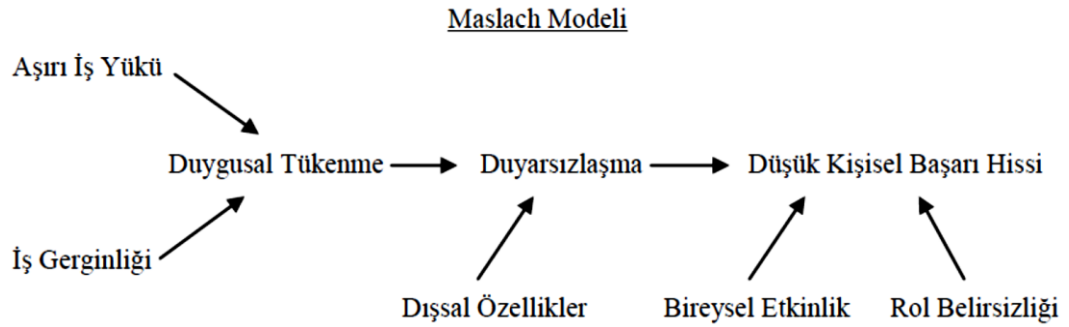 Maslach Modeli
Aşırı İş Yükü
Duygusal Tükenme
Duyarsızlaşma
Düşük Kişisel Başarı Hissi
İş Gerginliği
Dışsal Özellikler
Bireysel Etkinlik
Rol Belirsizliği